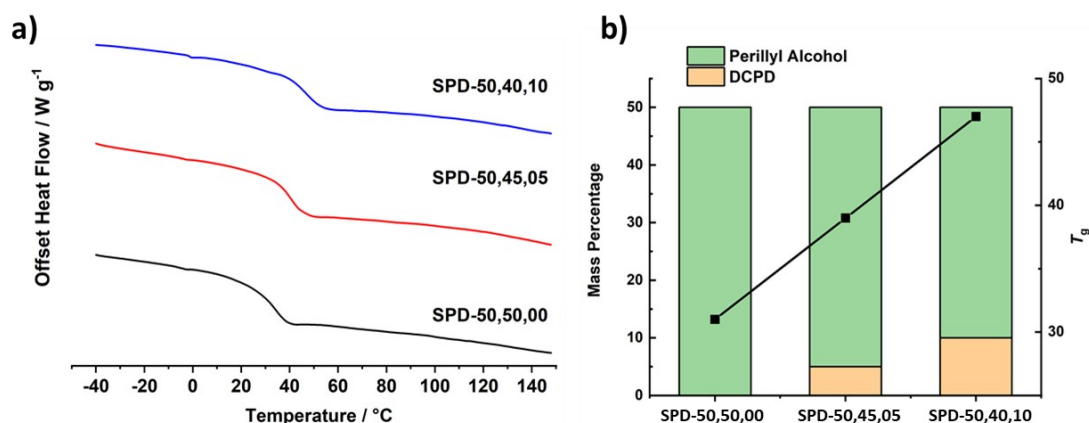 a)
Offset Heat Flow / W g⁻¹
SPD-50,40,10
SPD-50,45,05
SPD-50,50,00
-40 -20 0 20 40 60 80 100 120 140
Temperature / °C
b)
Perillyl Alcohol
DCPD
Mass Percentage
50
40
30
20
10
0
50
40
30
Tg
SPD-50,50,00 SPD-50,45,05 SPD-50,40,10